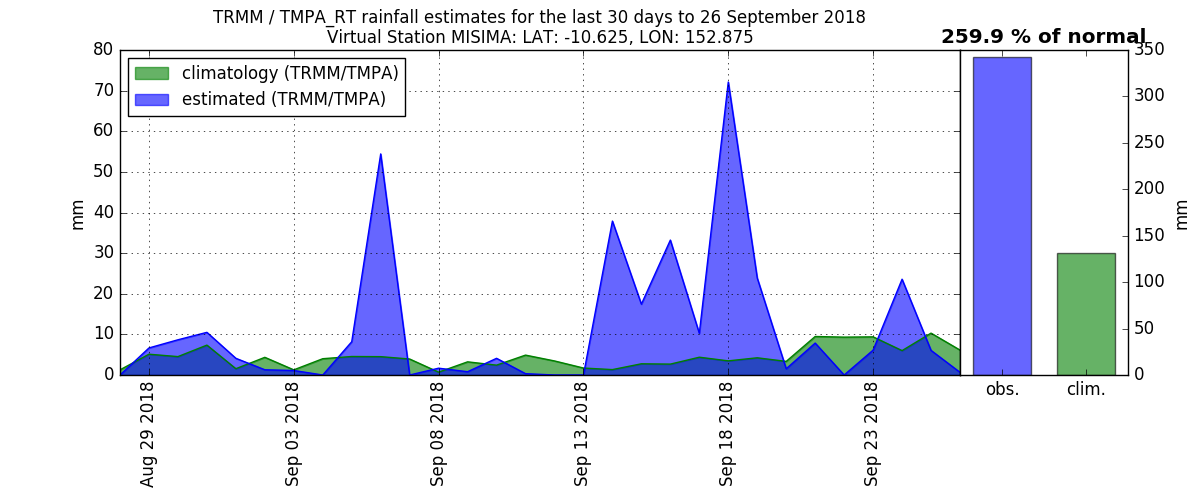 TRMM / TMPA_RT rainfall estimates for the last 30 days to 26 September 2018
Virtual Station MISIMA: LAT: -10.625, LON: 152.875
259.9 % of normal
climatology (TRMM/TMPA)
estimated (TRMM/TMPA)
mm
80
70
60
50
40
30
20
10
0
Aug 29 2018
Sep 03 2018
Sep 08 2018
Sep 13 2018
Sep 18 2018
Sep 23 2018
obs.
clim.
350
300
250
200
150
100
50
0
mm